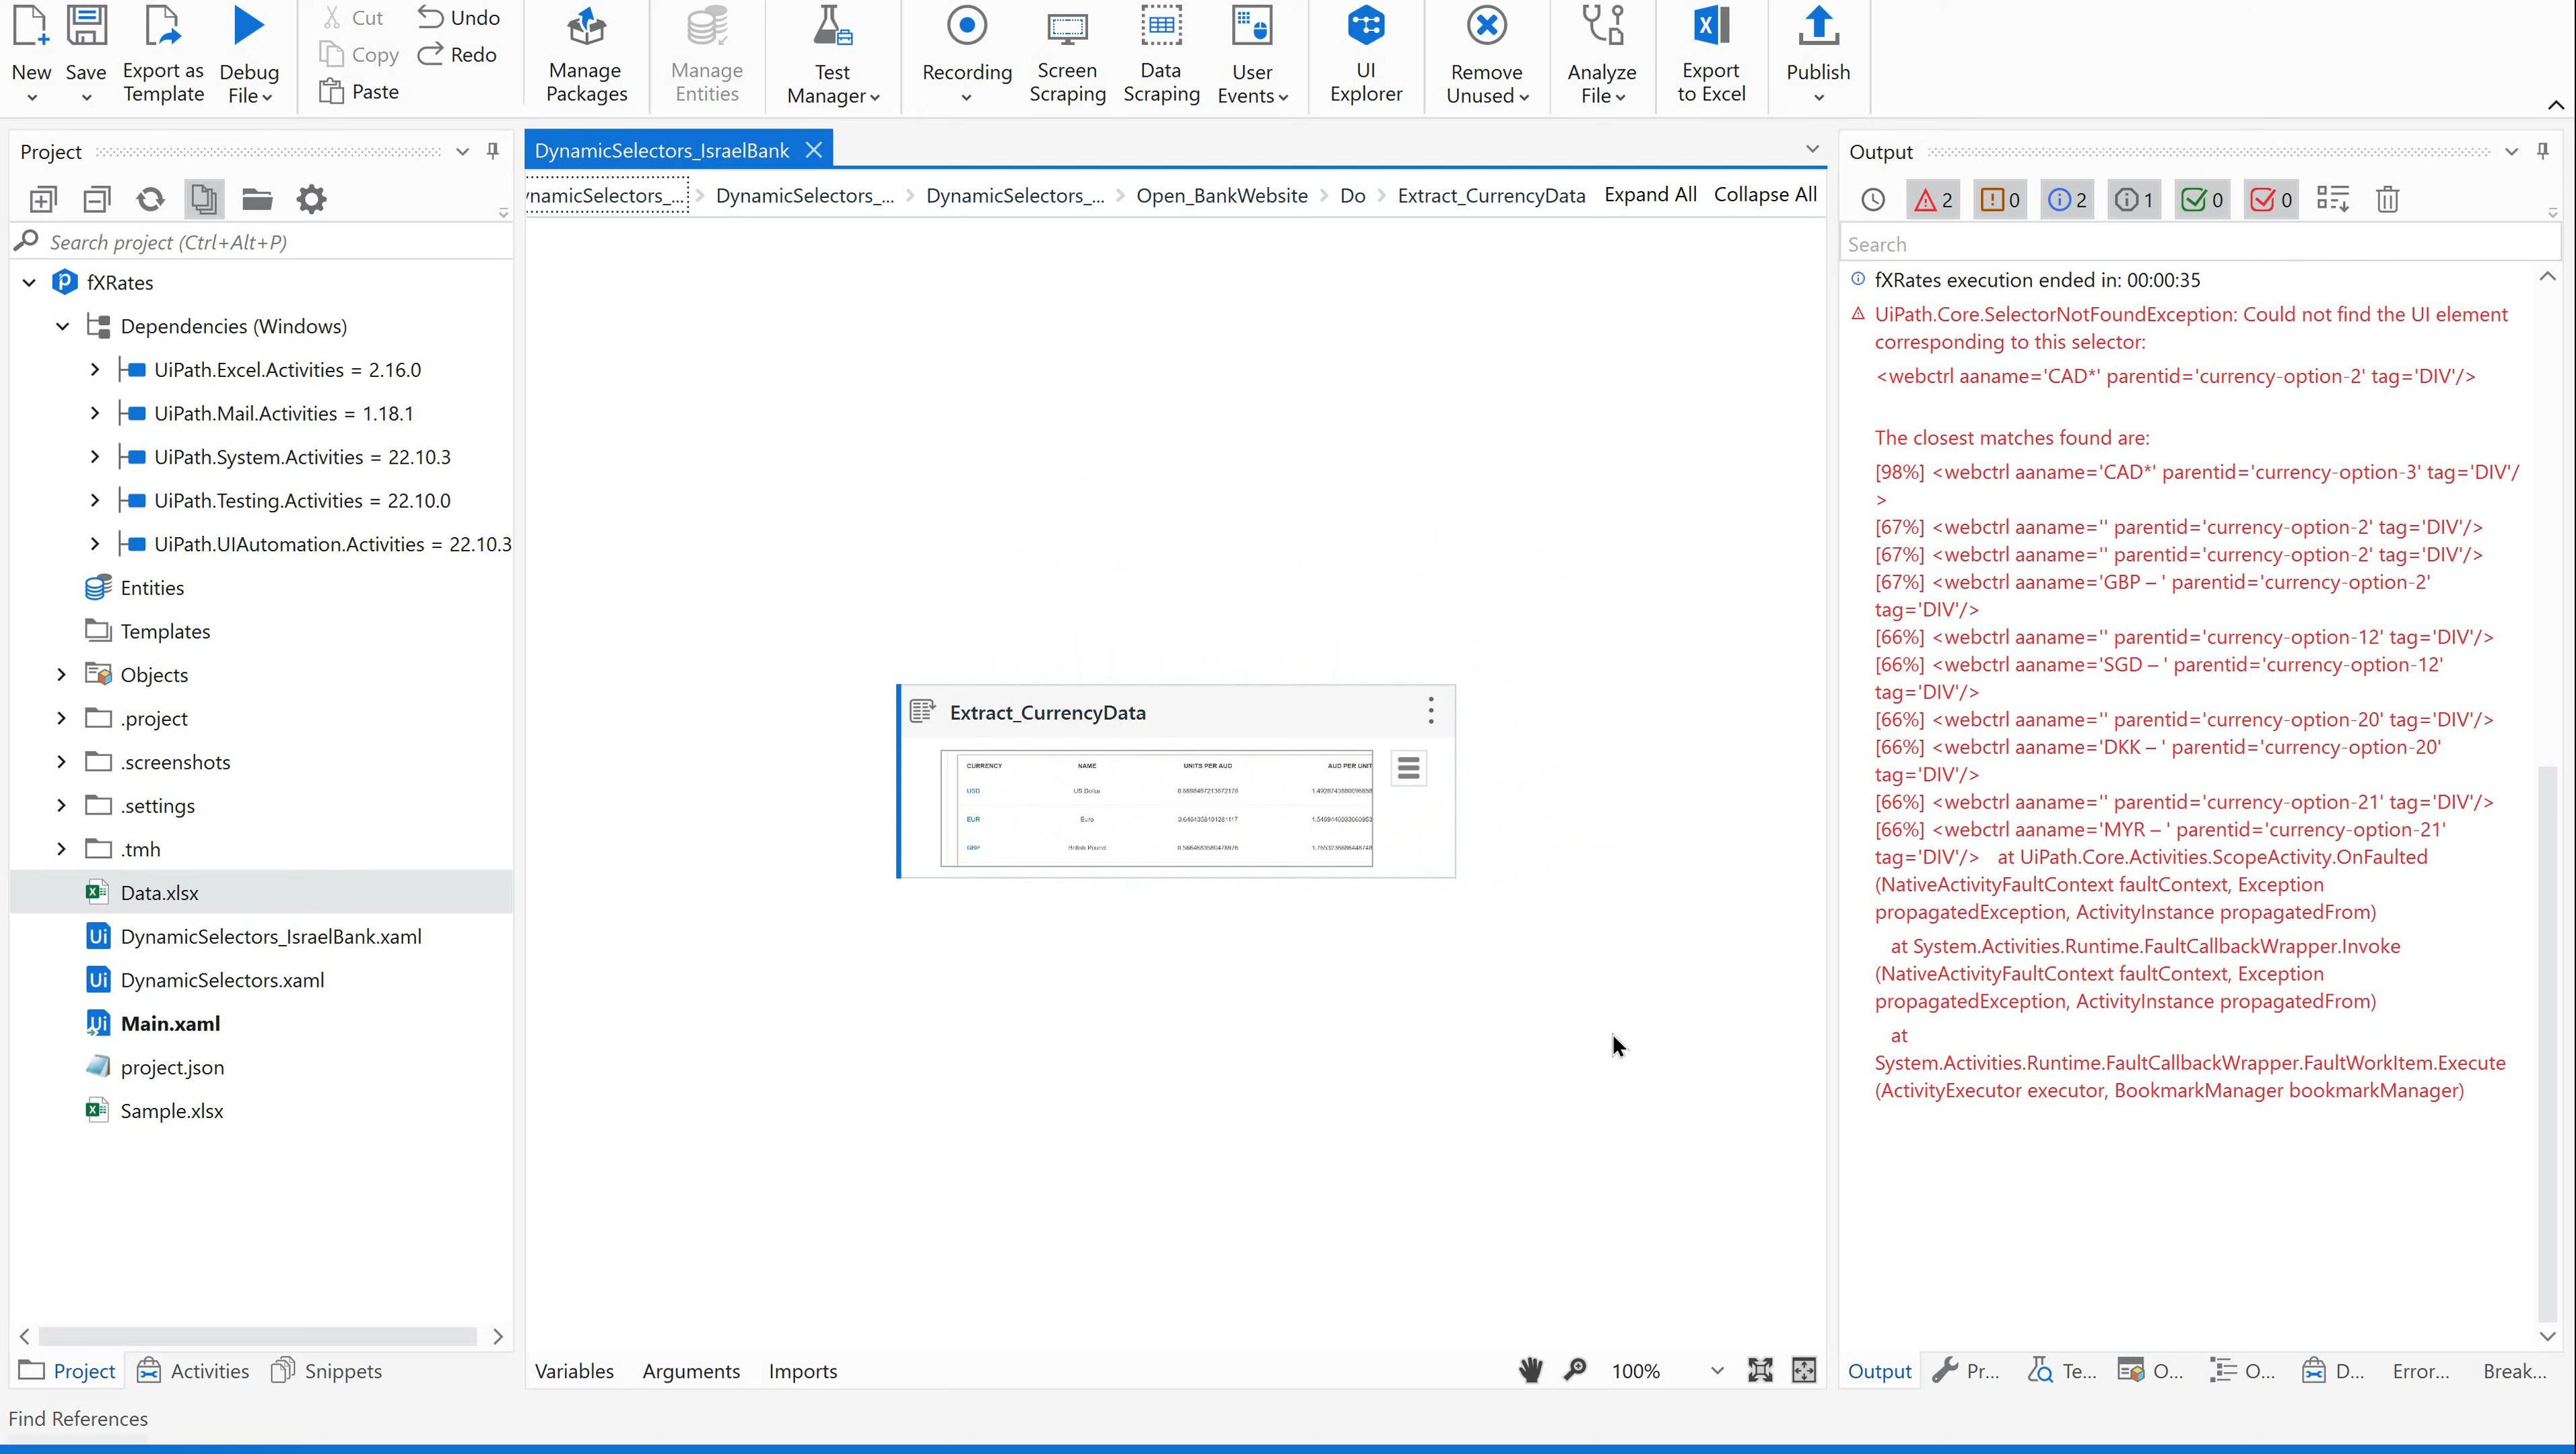 New
Save
Export as
Template
Debug
File
Cut
Copy
Paste
Undo
Redo
Manage
Packages
Manage
Entities
Test
Manager
Recording
Screen
Scraping
Data
Scraping
User
Events
UI
Explorer
Remove
Unused
Analyze
File
Export
to Excel
Publish
Project
Search project (Ctrl+Alt+P)
fXRates
Dependencies (Windows)
UiPath.Excel.Activities = 2.16.0
UiPath.Mail.Activities = 1.18.1
UiPath.System.Activities = 22.10.3
UiPath.Testing.Activities = 22.10.0
UiPath.UIAutomation.Activities = 22.10.3
Entities
Templates
Objects
.project
.screenshots
.settings
.tmh
Data.xlsx
DynamicSelectors_IsraelBank.xaml
DynamicSelectors.xaml
Main.xaml
project.json
Sample.xlsx
Project
Activities
Snippets
Find References
DynamicSelectors_IsraelBank
ynamicSelectors_... DynamicSelectors_... DynamicSelectors_... Open_BankWebsite Do Extract_CurrencyData Expand All Collapse All
Extract_CurrencyData
CURRENCY NAME UNITS PER AUD AUD PER UNIT
USD US Dollar
EUR Euro
GBP British Pound
Variables Arguments Imports 100%
Output
2 0 2 1 0 0
Search
fXRates execution ended in: 00:00:35
UiPath.Core.SelectorNotFoundException: Could not find the UI element
corresponding to this selector:
<webctrl aaname='CAD*' parentid='currency-option-2' tag='DIV'/>
The closest matches found are:
[98%] <webctrl aaname='CAD*' parentid='currency-option-3' tag='DIV'/
>
[67%] <webctrl aaname='' parentid='currency-option-2' tag='DIV'/>
[67%] <webctrl aaname='' parentid='currency-option-2' tag='DIV'/>
[67%] <webctrl aaname='GBP – ' parentid='currency-option-2'
tag='DIV'/>
[66%] <webctrl aaname='' parentid='currency-option-12' tag='DIV'/>
[66%] <webctrl aaname='SGD – ' parentid='currency-option-12'
tag='DIV'/>
[66%] <webctrl aaname='' parentid='currency-option-20' tag='DIV'/>
[66%] <webctrl aaname='DKK – ' parentid='currency-option-20'
tag='DIV'/>
[66%] <webctrl aaname='' parentid='currency-option-21' tag='DIV'/>
[66%] <webctrl aaname='MYR – ' parentid='currency-option-21'
tag='DIV'/> at UiPath.Core.Activities.ScopeActivity.OnFaulted
(NativeActivityFaultContext faultContext, Exception
propagatedException, ActivityInstance propagatedFrom)
at System.Activities.Runtime.FaultCallbackWrapper.Invoke
(NativeActivityFaultContext faultContext, Exception
propagatedException, ActivityInstance propagatedFrom)
at
System.Activities.Runtime.FaultCallbackWrapper.FaultWorkItem.Execute
(ActivityExecutor executor, BookmarkManager bookmarkManager)
Output Pr... Te... O... O... D... Error... Break...